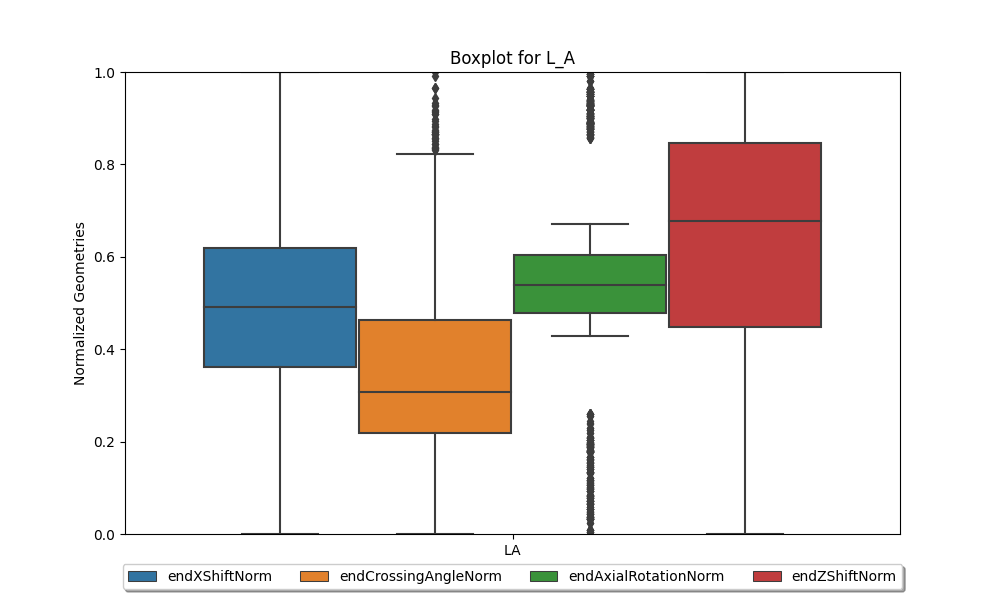 Boxplot for L_A
1.0
0.8
0.6
0.4
0.2
0.0
Normalized Geometries
LA
endXShiftNorm endCrossingAngleNorm endAxialRotationNorm endZShiftNorm